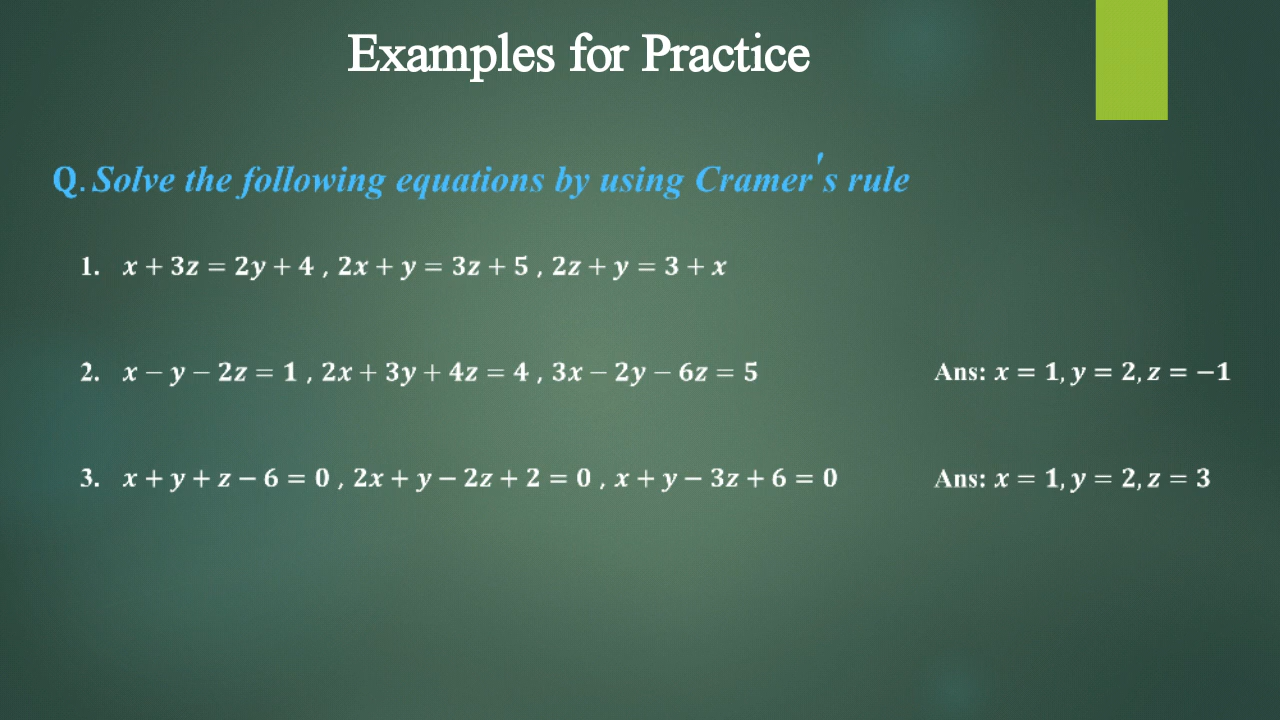 Examples for Practice
Q. Solve the following equations by using Cramer's rule
1. x + 3z = 2y + 4 , 2x + y = 3z + 5 , 2z + y = 3 + x
2. x − y − 2z = 1 , 2x + 3y + 4z = 4 , 3x − 2y − 6z = 5 Ans: x = 1, y = 2, z = −1
3. x + y + z − 6 = 0 , 2x + y − 2z + 2 = 0 , x + y − 3z + 6 = 0 Ans: x = 1, y = 2, z = 3